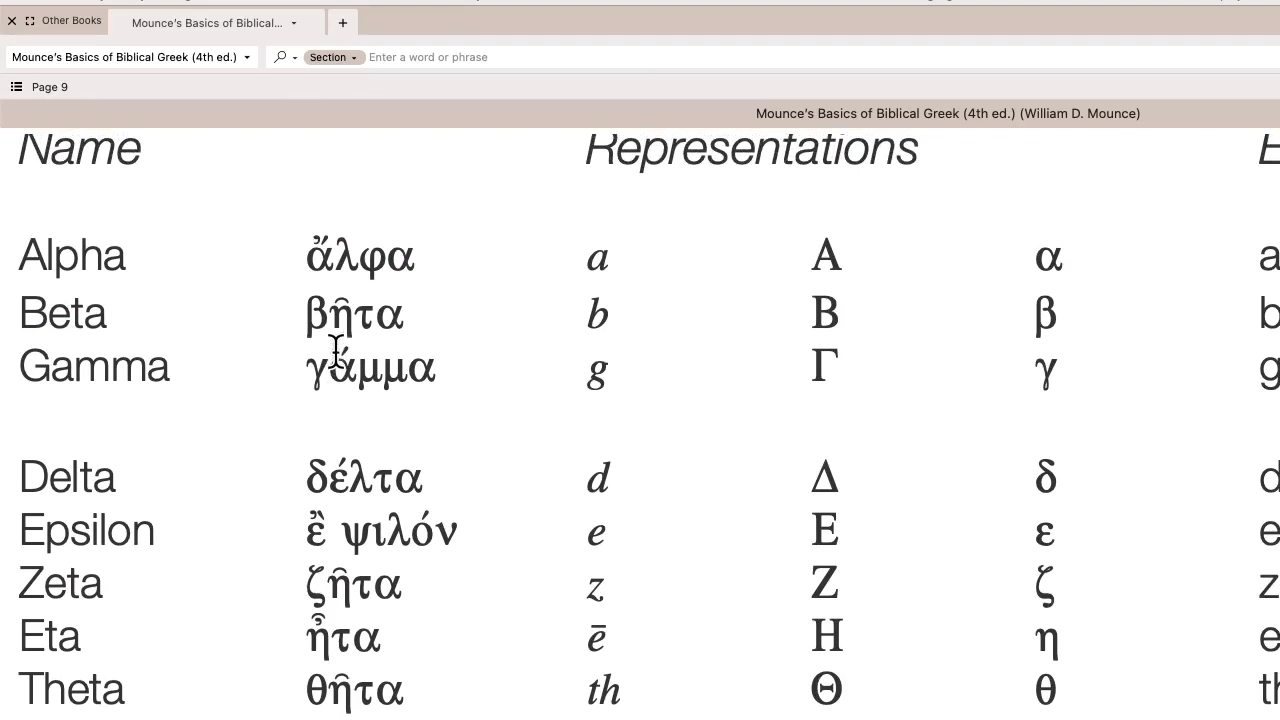 Other Books
Mounce's Basics of Biblical...
+
Mounce's Basics of Biblical Greek (4th ed.)
Section
Enter a word or phrase
Page 9
Mounce's Basics of Biblical Greek (4th ed.) (William D. Mounce)
Name Representations E
Alpha ἄλφα a Α α a
Beta βῆτα b Β β b
Gamma γάμμα g Γ γ g
Delta δέλτα d Δ δ d
Epsilon ἒ ψιλόν e Ε ε e
Zeta ζῆτα z Ζ ζ z
Eta ἦτα ē Η η e
Theta θῆτα th Θ θ th